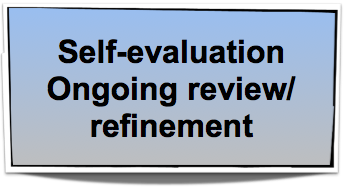 Self-evaluation
Ongoing review/
refinement